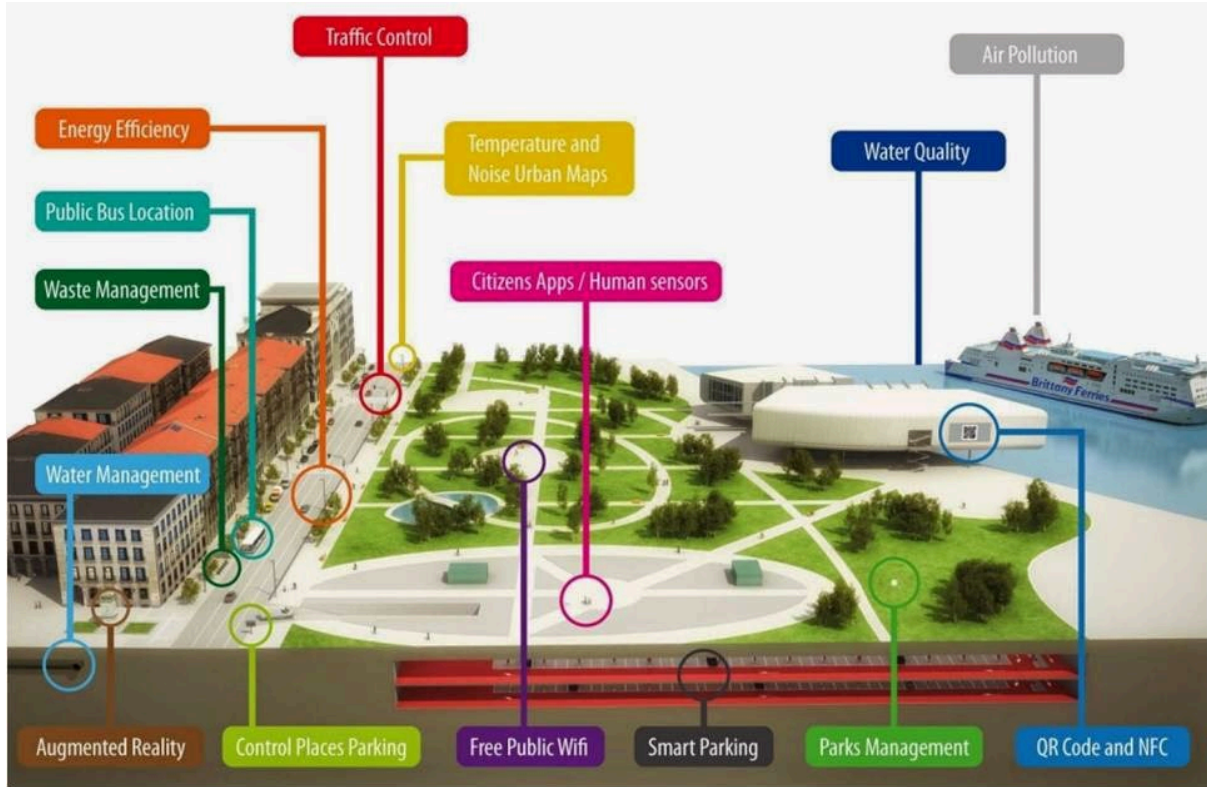 Traffic Control
Air Pollution
Energy Efficiency
Temperature and
Noise Urban Maps
Water Quality
Public Bus Location
Waste Management
Citizens Apps / Human sensors
Brittany Ferries
Water Management
Augmented Reality
Control Places Parking
Free Public Wifi
Smart Parking
Parks Management
QR Code and NFC